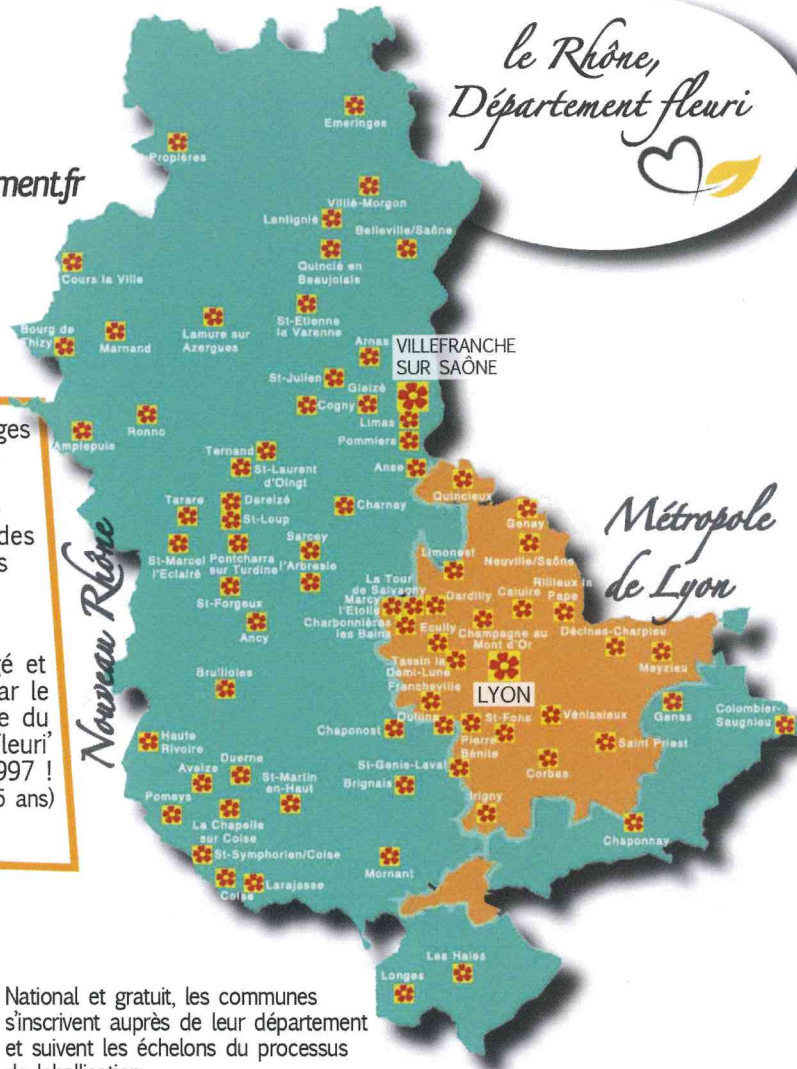 le Rhône,
Département fleuri
ment.fr
Emeringes
Propières
Villié-Morgon
Lantignié
Belleville/Saône
Quincié en
Beaujolais
Cours la Ville
St-Etienne
la Varenne
Lamure sur
Azergues
Bourg de
Thizy
Marnand
Arnas
VILLEFRANCHE
SUR SAÔNE
St-Julien
Gleizé
Cogny
Limas
Pommiers
Ronno
Amplepuis
Ternand
St-Laurent
d'Oingt
Anse
Quincieux
Tarare
Dareizé
St-Loup
Charnay
Genay
Métropole
de Lyon
Nouveau Rhône
St-Marcel
l'Eclairé
Pontcharra
sur Turdine
Sarcey
l'Arbresle
Limonest
Neuville/Saône
St-Forgeux
La Tour
de Salvagny
Marcy
l'Etoile
Charbonnières
les Bains
Dardilly
Caluire
Rillieux la
Pape
Ancy
Ecully
Champagne au
Mont d'Or
Décines-Charpieu
Meyzieu
Tassin la
Demi-Lune
LYON
Francheville
Brullioles
Chaponost
Oullins
Pierre
Bénite
St-Fons
Vénissieux
Genas
Colombier-
Saugnieu
Haute
Rivoire
Saint Priest
St-Genis-Laval
Corbas
Aveize
Duerne
St-Martin
en-Haut
Brignais
Pomeys
La Chapelle
sur Coise
Irigny
Chaponnay
St-Symphorien/Coise
Mornant
Coise
Larajasse
Les Haies
Longes
ges
des
s
gé et
ar le
e du
fleuri'
997 !
5 ans)
National et gratuit, les communes
s'inscrivent auprès de leur département
et suivent les échelons du processus